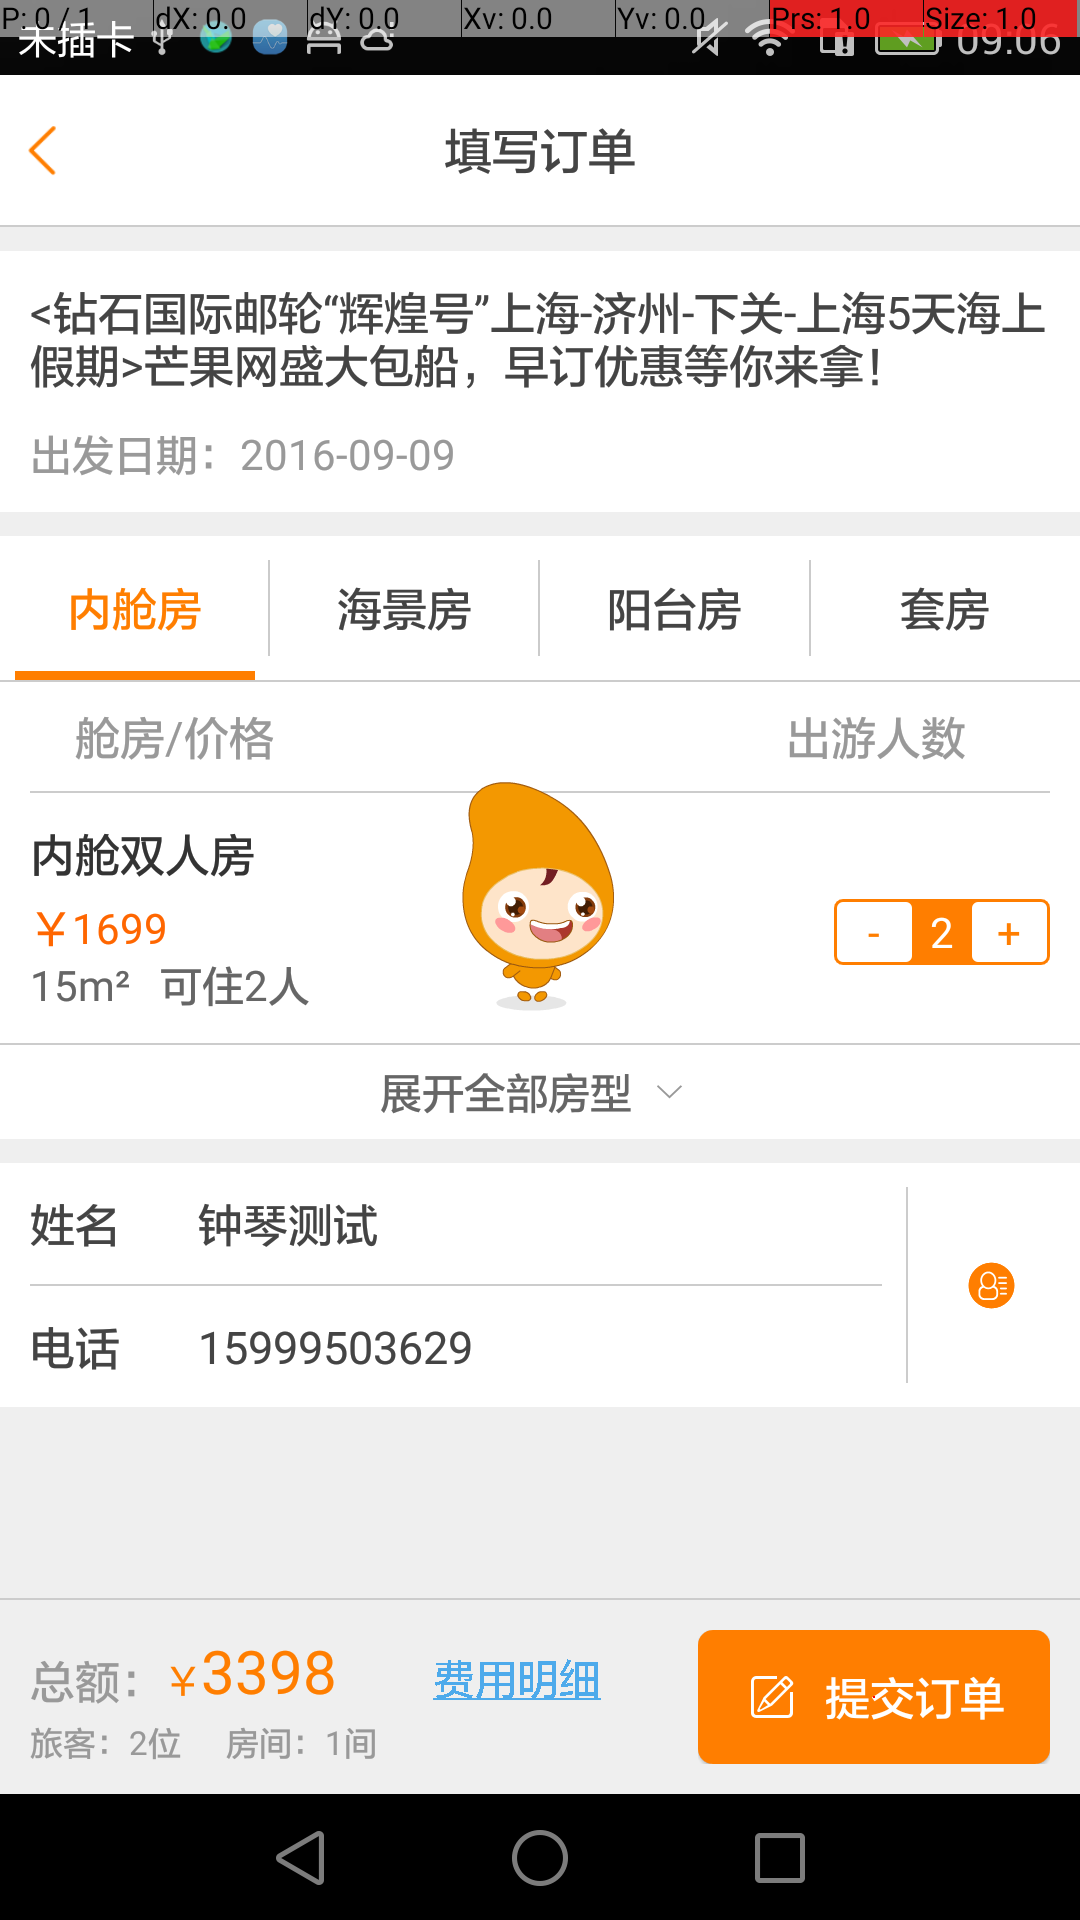 P: 0 / 1 dX: 0.0 dY: 0.0 Xv: 0.0 Yv: 0.0 Prs: 1.0 Size: 1.0
未插卡 09:06
填写订单
<钻石国际邮轮“辉煌号”上海-济州-下关-上海5天海上
假期>芒果网盛大包船，早订优惠等你来拿！
出发日期：2016-09-09
内舱房 海景房 阳台房 套房
舱房/价格 出游人数
内舱双人房
￥1699
- 2 +
15m² 可住2人
展开全部房型
姓名 钟琴测试
电话 15999503629
总额：￥3398 费用明细 提交订单
旅客：2位 房间：1间